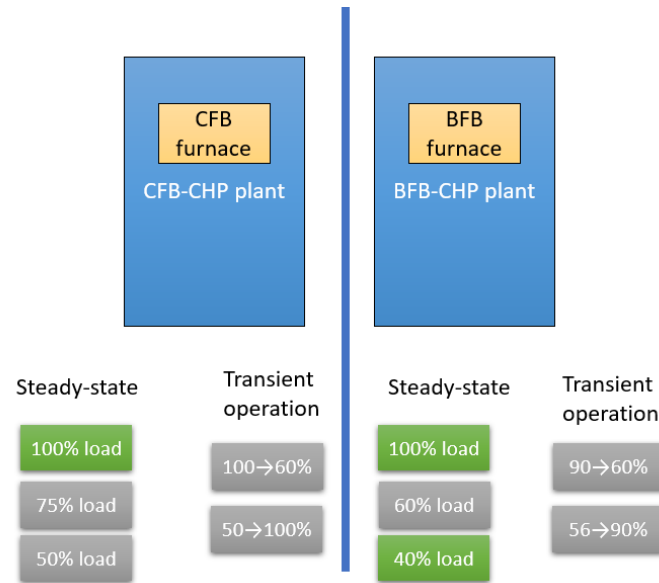 CFB
furnace
CFB-CHP plant
BFB
furnace
BFB-CHP plant
Steady-state
Transient
operation
100% load
75% load
50% load
100→60%
50→100%
Steady-state
Transient
operation
100% load
60% load
40% load
90→60%
56→90%